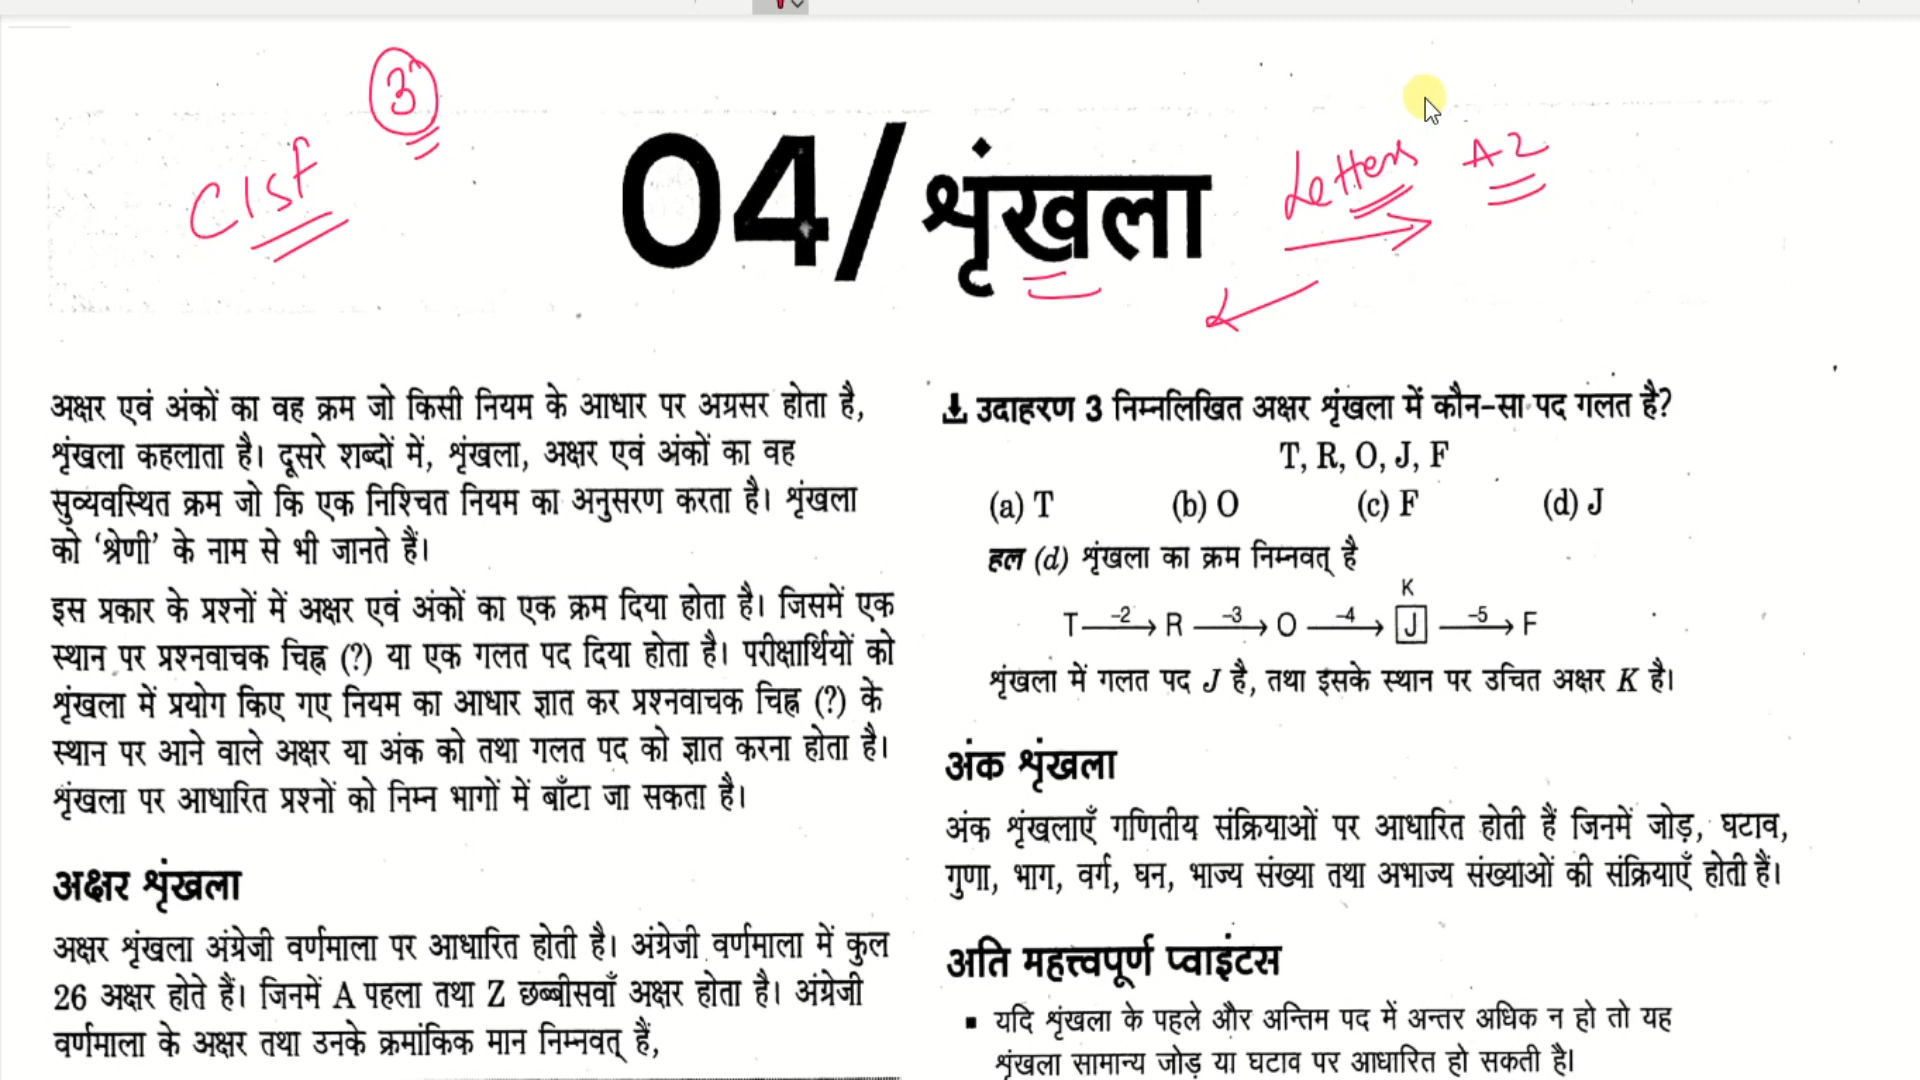 CISF
3
04/ श्रृंखला
Letters
A2
अक्षर एवं अंकों का वह क्रम जो किसी नियम के आधार पर अग्रसर होता है,
श्रृंखला कहलाता है। दूसरे शब्दों में, श्रृंखला, अक्षर एवं अंकों का वह
सुव्यवस्थित क्रम जो कि एक निश्चित नियम का अनुसरण करता है। श्रृंखला
को ‘श्रेणी’ के नाम से भी जानते हैं।
इस प्रकार के प्रश्नों में अक्षर एवं अंकों का एक क्रम दिया होता है। जिसमें एक
स्थान पर प्रश्नवाचक चिह्न (?) या एक गलत पद दिया होता है। परीक्षार्थियों को
श्रृंखला में प्रयोग किए गए नियम का आधार ज्ञात कर प्रश्नवाचक चिह्न (?) के
स्थान पर आने वाले अक्षर या अंक को तथा गलत पद को ज्ञात करना होता है।
श्रृंखला पर आधारित प्रश्नों को निम्न भागों में बाँटा जा सकता है।
अक्षर श्रृंखला
अक्षर श्रृंखला अंग्रेजी वर्णमाला पर आधारित होती है। अंग्रेजी वर्णमाला में कुल
26 अक्षर होते हैं। जिनमें A पहला तथा Z छब्बीसवाँ अक्षर होता है। अंग्रेजी
वर्णमाला के अक्षर तथा उनके क्रमांकिक मान निम्नवत् हैं,
उदाहरण 3 निम्नलिखित अक्षर श्रृंखला में कौन-सा पद गलत है?
T, R, O, J, F
(a) T (b) O (c) F (d) J
हल (d) श्रृंखला का क्रम निम्नवत् है
K
T -2 R -3 O -4 J -5 F
श्रृंखला में गलत पद J है, तथा इसके स्थान पर उचित अक्षर K है।
अंक श्रृंखला
अंक श्रृंखलाएँ गणितीय संक्रियाओं पर आधारित होती हैं जिनमें जोड़, घटाव,
गुणा, भाग, वर्ग, घन, भाज्य संख्या तथा अभाज्य संख्याओं की संक्रियाएँ होती हैं।
अति महत्त्वपूर्ण प्वाइंटस
▪ यदि श्रृंखला के पहले और अन्तिम पद में अन्तर अधिक न हो तो यह
श्रृंखला सामान्य जोड़ या घटाव पर आधारित हो सकती है।